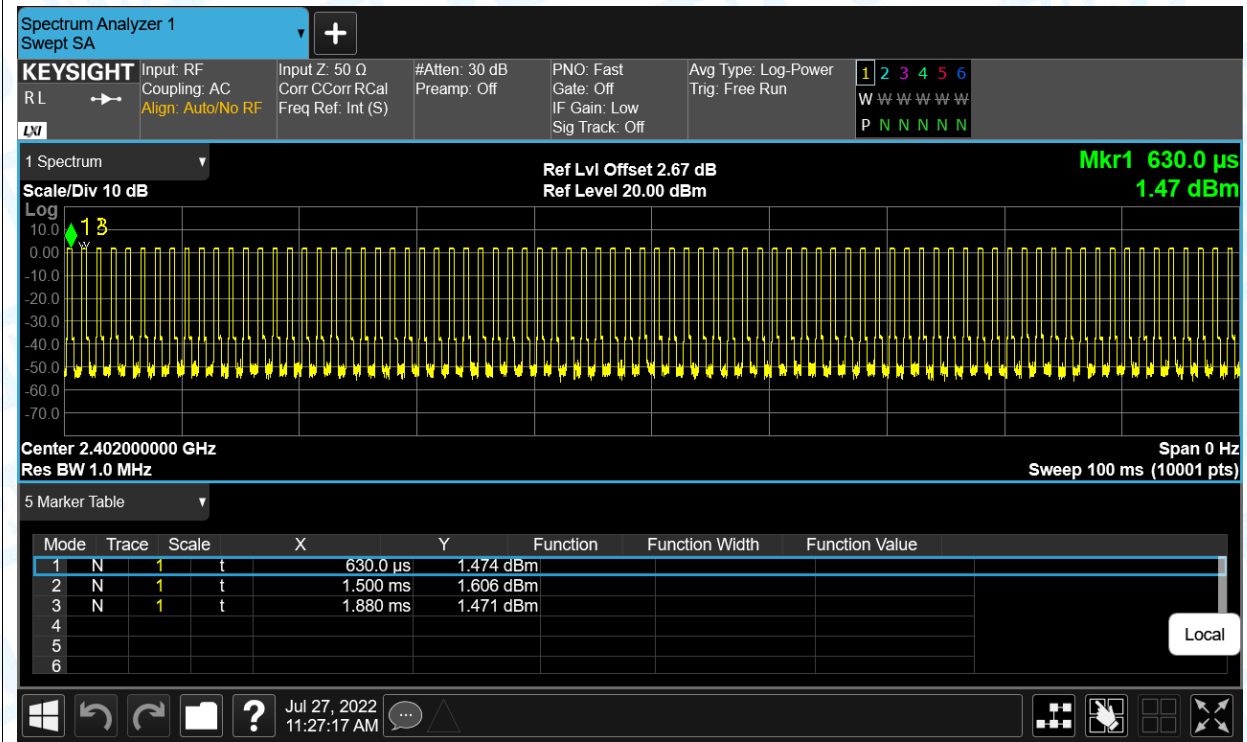 Spectrum Analyzer 1
Swept SA
KEYSIGHT Input: RF Input Z: 50 Ω #Atten: 30 dB PNO: Fast Avg Type: Log-Power 1 2 3 4 5 6
R L Coupling: AC Corr CCorr RCal Preamp: Off Gate: Off Trig: Free Run W W W W W W
Align: Auto/No RF Freq Ref: Int (S) IF Gain: Low
LXI Sig Track: Off P N N N N N
1 Spectrum Ref Lvl Offset 2.67 dB Mkr1 630.0 µs
Scale/Div 10 dB Ref Level 20.00 dBm 1.47 dBm
Log
10.0
0.00
-10.0
-20.0
-30.0
-40.0
-50.0
-60.0
-70.0
Center 2.402000000 GHz Span 0 Hz
Res BW 1.0 MHz Sweep 100 ms (10001 pts)
5 Marker Table
Mode Trace Scale X Y Function Function Width Function Value
1 N 1 t 630.0 µs 1.474 dBm
2 N 1 t 1.500 ms 1.606 dBm
3 N 1 t 1.880 ms 1.471 dBm
4
5
6
Local
? Jul 27, 2022
11:27:17 AM